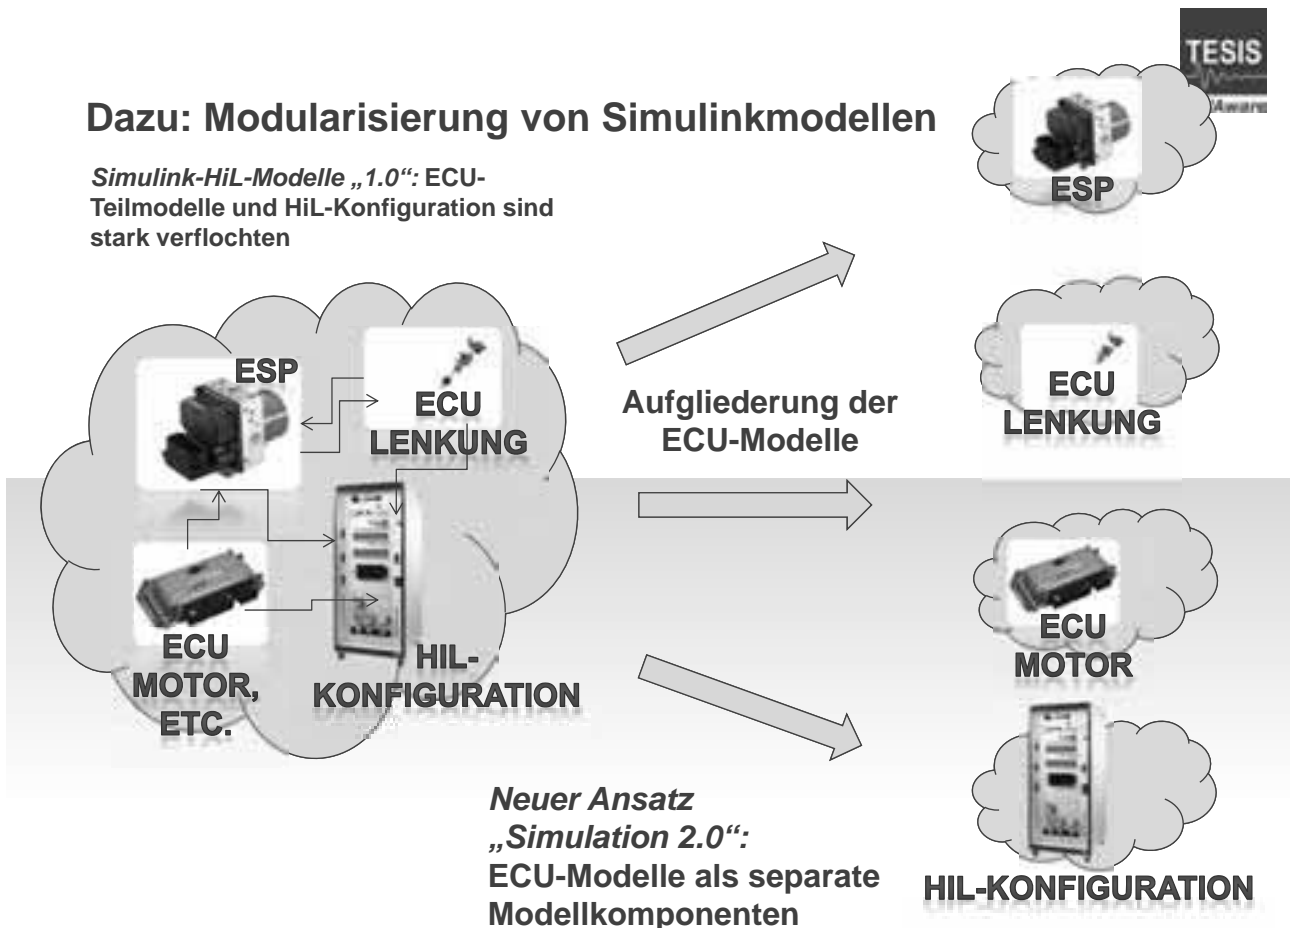 TESIS
Aware
Dazu: Modularisierung von Simulinkmodellen
Simulink-HiL-Modelle „1.0“: ECU-
Teilmodelle und HiL-Konfiguration sind
stark verflochten
ESP
ECU
LENKUNG
ECU
MOTOR,
ETC.
HIL-
KONFIGURATION
Aufgliederung der
ECU-Modelle
Neuer Ansatz
„Simulation 2.0“:
ECU-Modelle als separate
Modellkomponenten
ESP
ECU
LENKUNG
ECU
MOTOR
HIL-KONFIGURATION